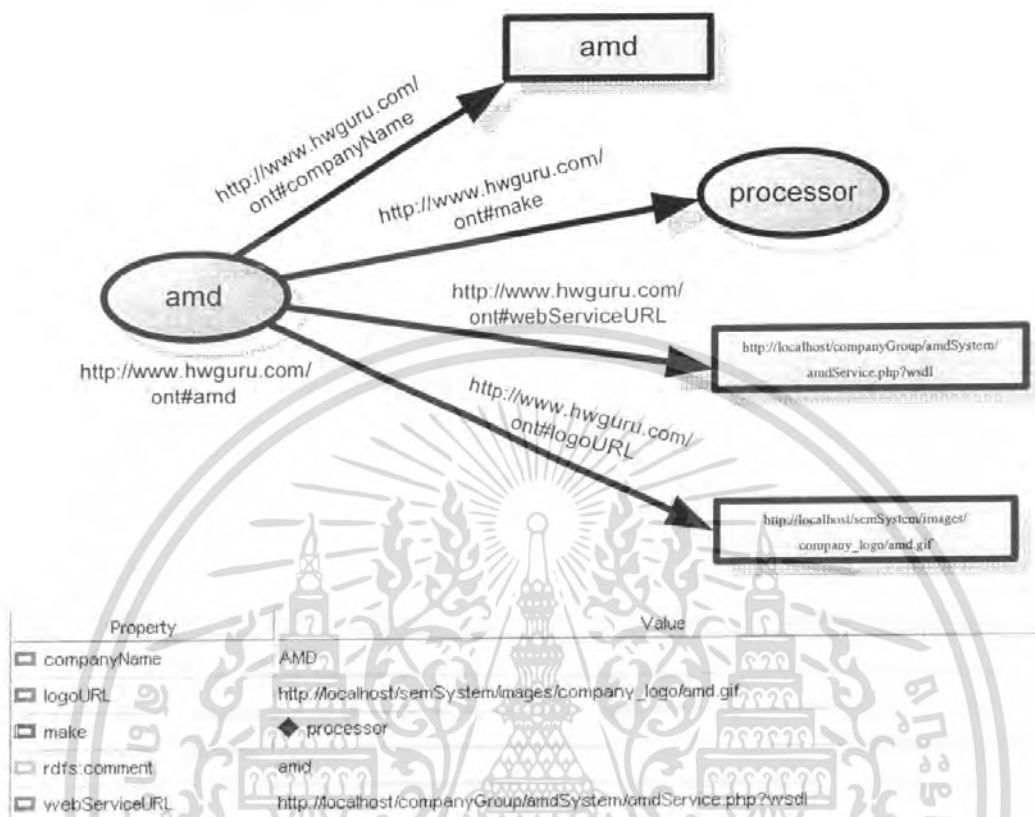 amd
http://www.hwguru.com/
ont#companyName
http://www.hwguru.com/
ont#make
processor
amd
http://www.hwguru.com/
ont#amd
http://www.hwguru.com/
ont#webServiceURL
http://localhost/companyGroup/amdSystem/
amdService.php?wsdl
http://www.hwguru.com/
ont#logoURL
http://localhost/semSystem/images/
company_logo/amd.gif
Property Value
companyName AMD
logoURL http://localhost/semSystem/images/company_logo/amd.gif
make processor
rdfs:comment amd
webServiceURL http://localhost/companyGroup/amdSystem/amdService.php?wsdl